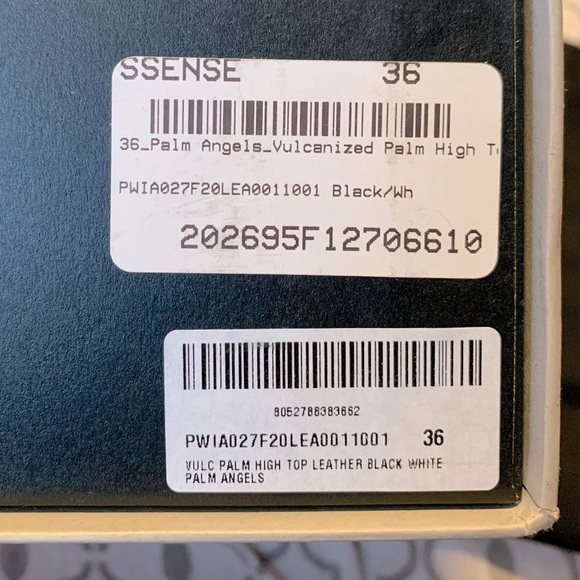 SSENSE 36
36_Palm Angels_Vulcanized Palm High T
PWIA027F20LEA0011001 Black/Wh
202695F12706610
8052788383662
PWIA027F20LEA0011001 36
VULC PALM HIGH TOP LEATHER BLACK WHITE
PALM ANGELS